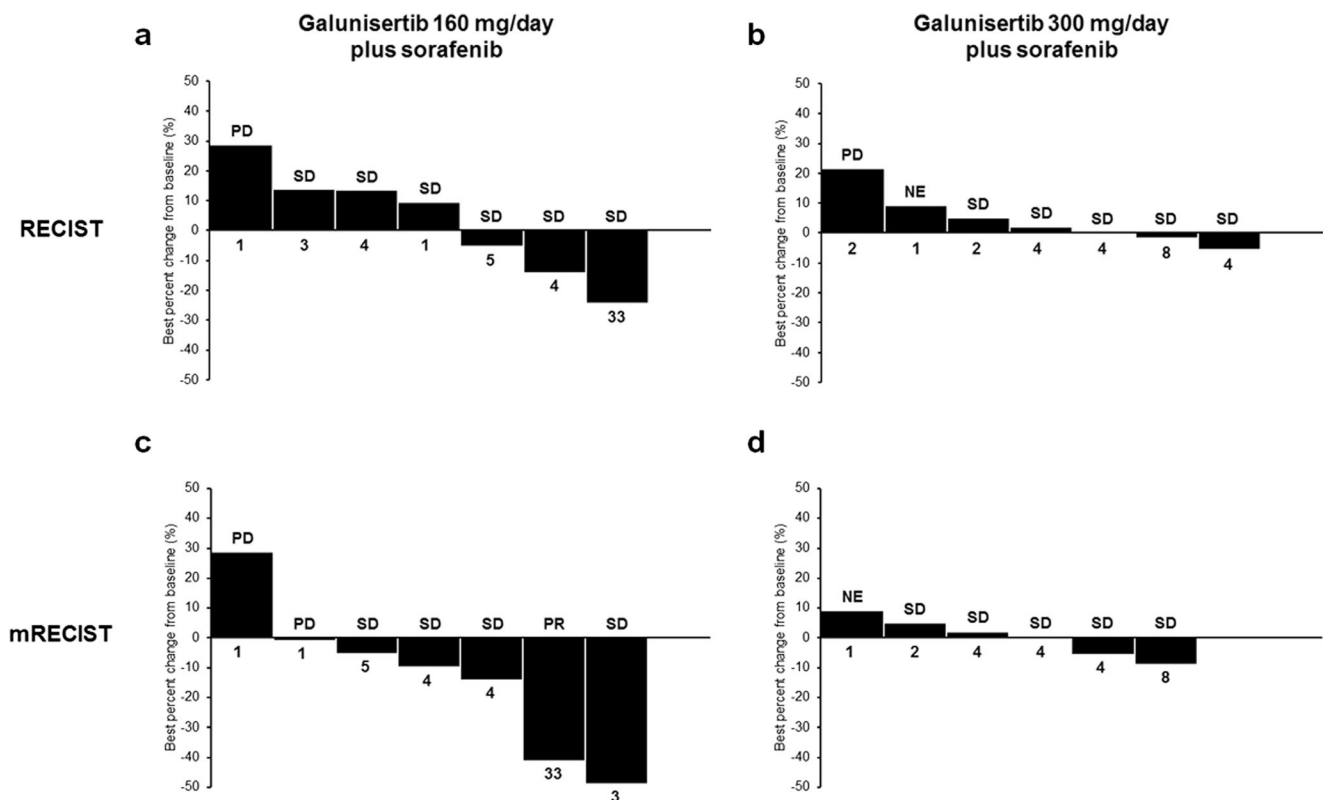 a
Galunisertib 160 mg/day
plus sorafenib
b
Galunisertib 300 mg/day
plus sorafenib
RECIST
Best percent change from baseline (%)
50
40
30
20
10
0
-10
-20
-30
-40
-50
PD
SD
SD
SD
SD
SD
SD
1
3
4
1
5
4
33
Best percent change from baseline (%)
50
40
30
20
10
0
-10
-20
-30
-40
-50
PD
NE
SD
SD
SD
SD
SD
2
1
2
4
4
8
4
mRECIST
c
Best percent change from baseline (%)
50
40
30
20
10
0
-10
-20
-30
-40
-50
PD
PD
SD
SD
SD
PR
SD
1
1
5
4
4
33
3
d
Best percent change from baseline (%)
50
40
30
20
10
0
-10
-20
-30
-40
-50
NE
SD
SD
SD
SD
SD
1
2
4
4
4
8